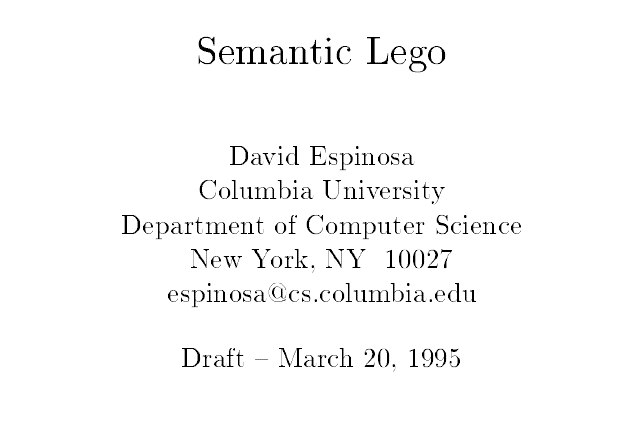 Semantic Lego
David Espinosa
Columbia University
Department of Computer Science
New York, NY  10027
espinosa@cs.columbia.edu
Draft – March 20, 1995